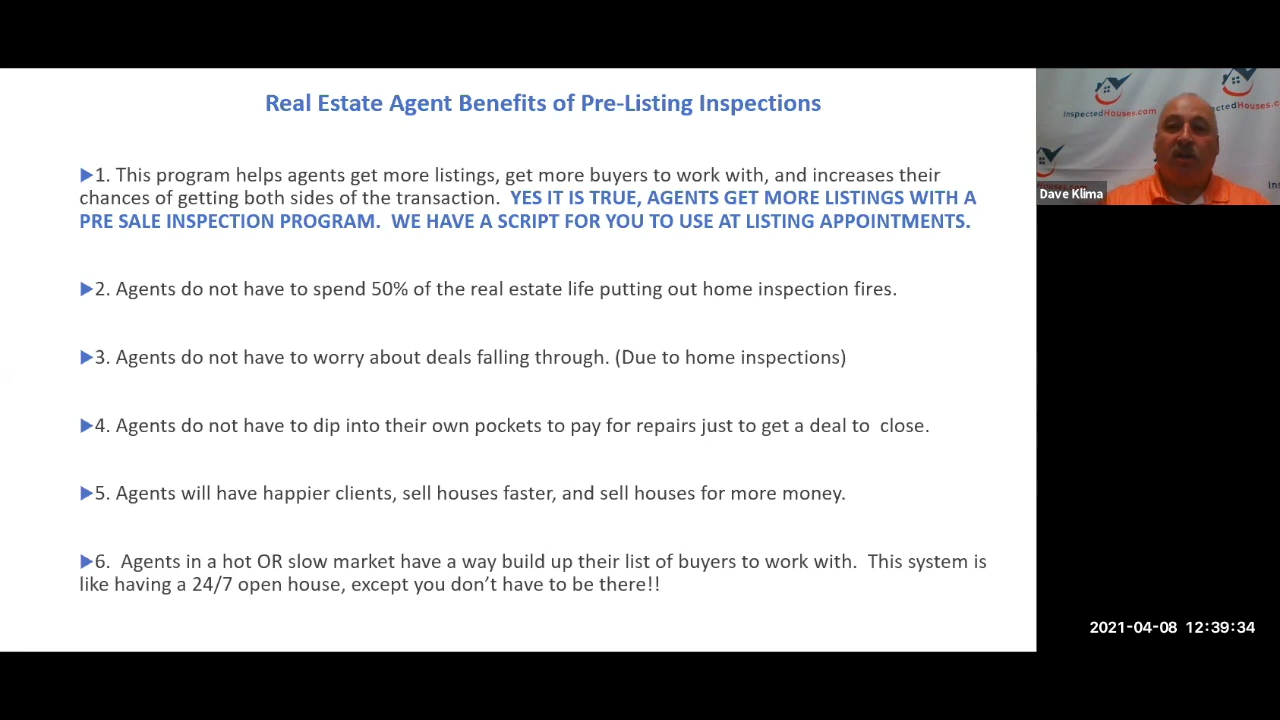 Real Estate Agent Benefits of Pre-Listing Inspections
1. This program helps agents get more listings, get more buyers to work with, and increases their
chances of getting both sides of the transaction. YES IT IS TRUE, AGENTS GET MORE LISTINGS WITH A
PRE SALE INSPECTION PROGRAM. WE HAVE A SCRIPT FOR YOU TO USE AT LISTING APPOINTMENTS.
2. Agents do not have to spend 50% of the real estate life putting out home inspection fires.
3. Agents do not have to worry about deals falling through. (Due to home inspections)
4. Agents do not have to dip into their own pockets to pay for repairs just to get a deal to  close.
5. Agents will have happier clients, sell houses faster, and sell houses for more money.
6.  Agents in a hot OR slow market have a way build up their list of buyers to work with.  This system is
like having a 24/7 open house, except you don't have to be there!!
InspectedHouses.com
Dave Klima
2021-04-08 12:39:34